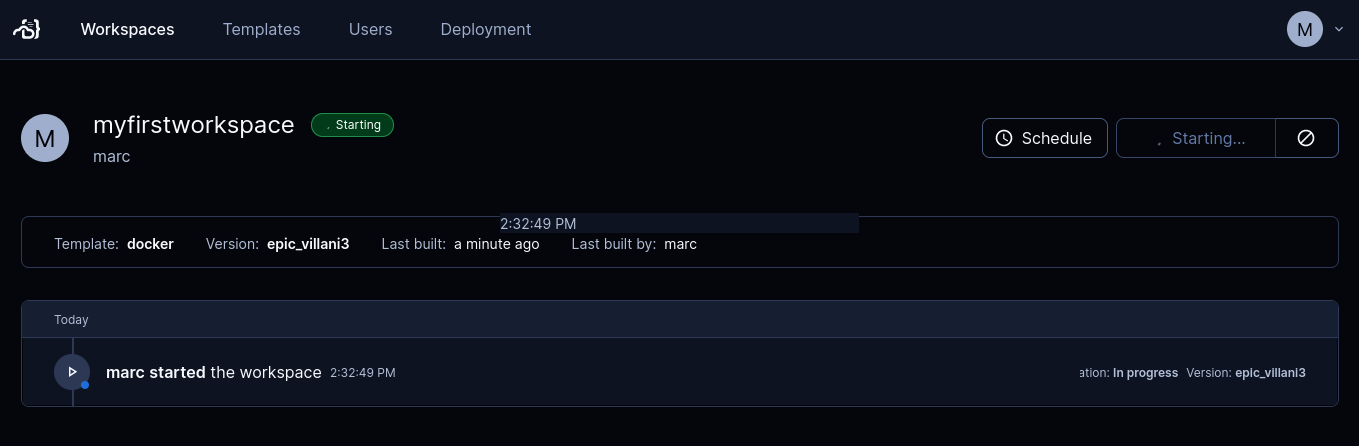 Workspaces Templates Users Deployment M
M myfirstworkspace Starting
marc
Schedule Starting...
2:32:49 PM
Template: docker Version: epic_villani3 Last built: a minute ago Last built by: marc
Today
marc started the workspace 2:32:49 PM ation: In progress Version: epic_villani3